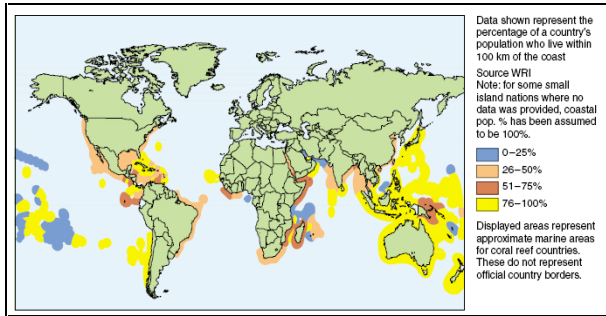 Data shown represent the
percentage of a country's
population who live within
100 km of the coast
Source WRI
Note: for some small
island nations where no
data was provided, coastal
pop. % has been assumed
to be 100%.
0–25%
26–50%
51–75%
76–100%
Displayed areas represent
approximate marine areas
for coral reef countries.
These do not represent
official country borders.